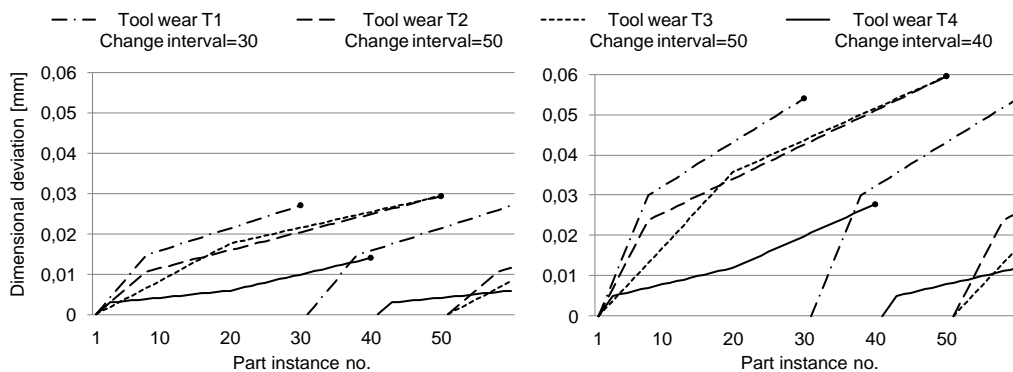 Tool wear T1
Change interval=30
Tool wear T2
Change interval=50
Tool wear T3
Change interval=50
Tool wear T4
Change interval=40
Dimensional deviation [mm]
0,06
0,05
0,04
0,03
0,02
0,01
0
1 10 20 30 40 50
Part instance no.
0,06
0,05
0,04
0,03
0,02
0,01
0
1 10 20 30 40 50
Part instance no.